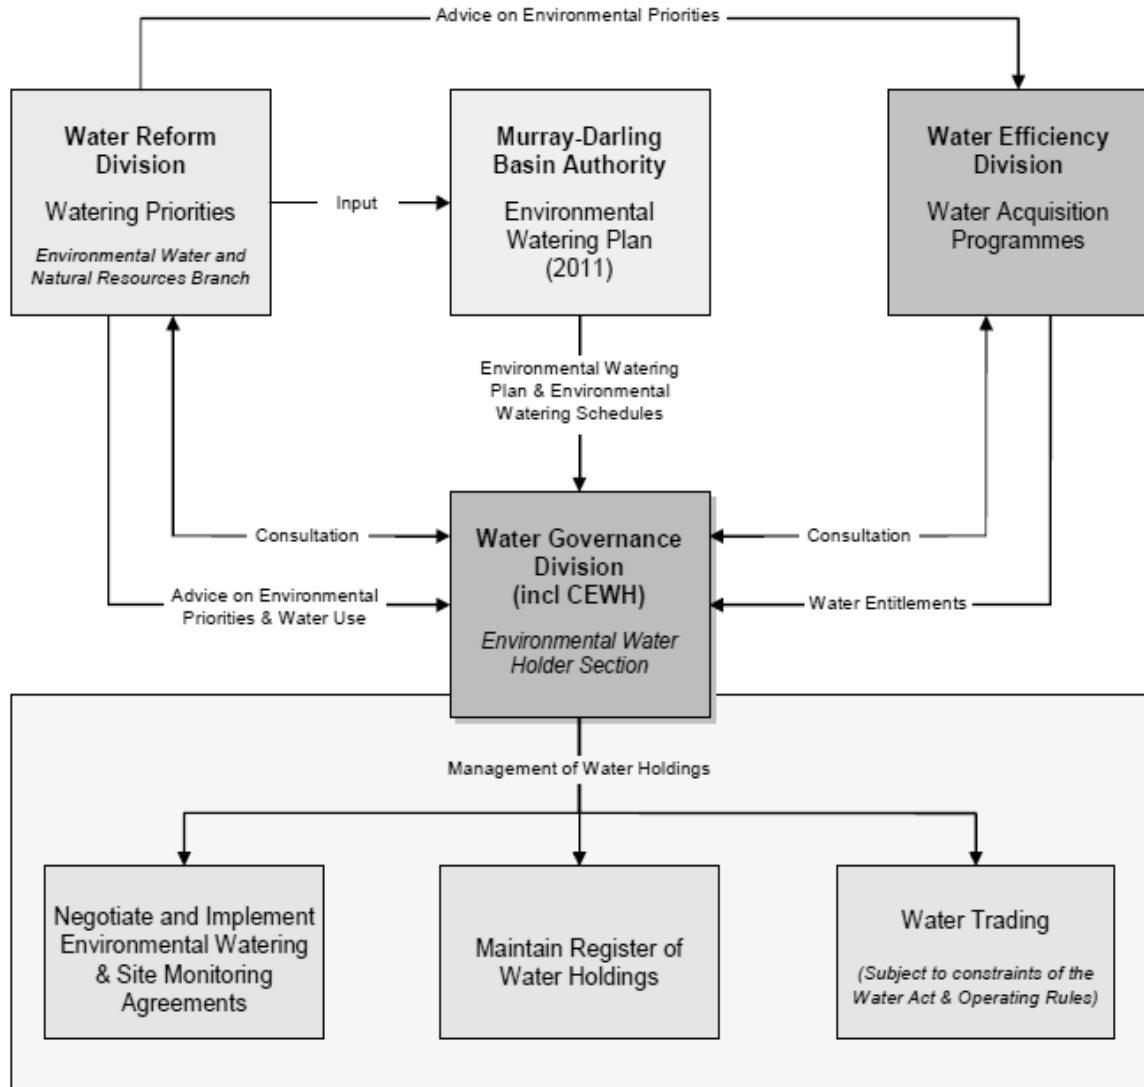 Advice on Environmental Priorities
Water Reform
Division
Watering Priorities
Environmental Water and
Natural Resources Branch
Input
Murray-Darling
Basin Authority
Environmental
Watering Plan
(2011)
Water Efficiency
Division
Water Acquisition
Programmes
Environmental Watering
Plan & Environmental
Watering Schedules
Consultation
Advice on Environmental
Priorities & Water Use
Water Governance
Division
(incl CEWH)
Environmental Water
Holder Section
Consultation
Water Entitlements
Management of Water Holdings
Negotiate and Implement
Environmental Watering
& Site Monitoring
Agreements
Maintain Register of
Water Holdings
Water Trading
(Subject to constraints of the
Water Act & Operating Rules)